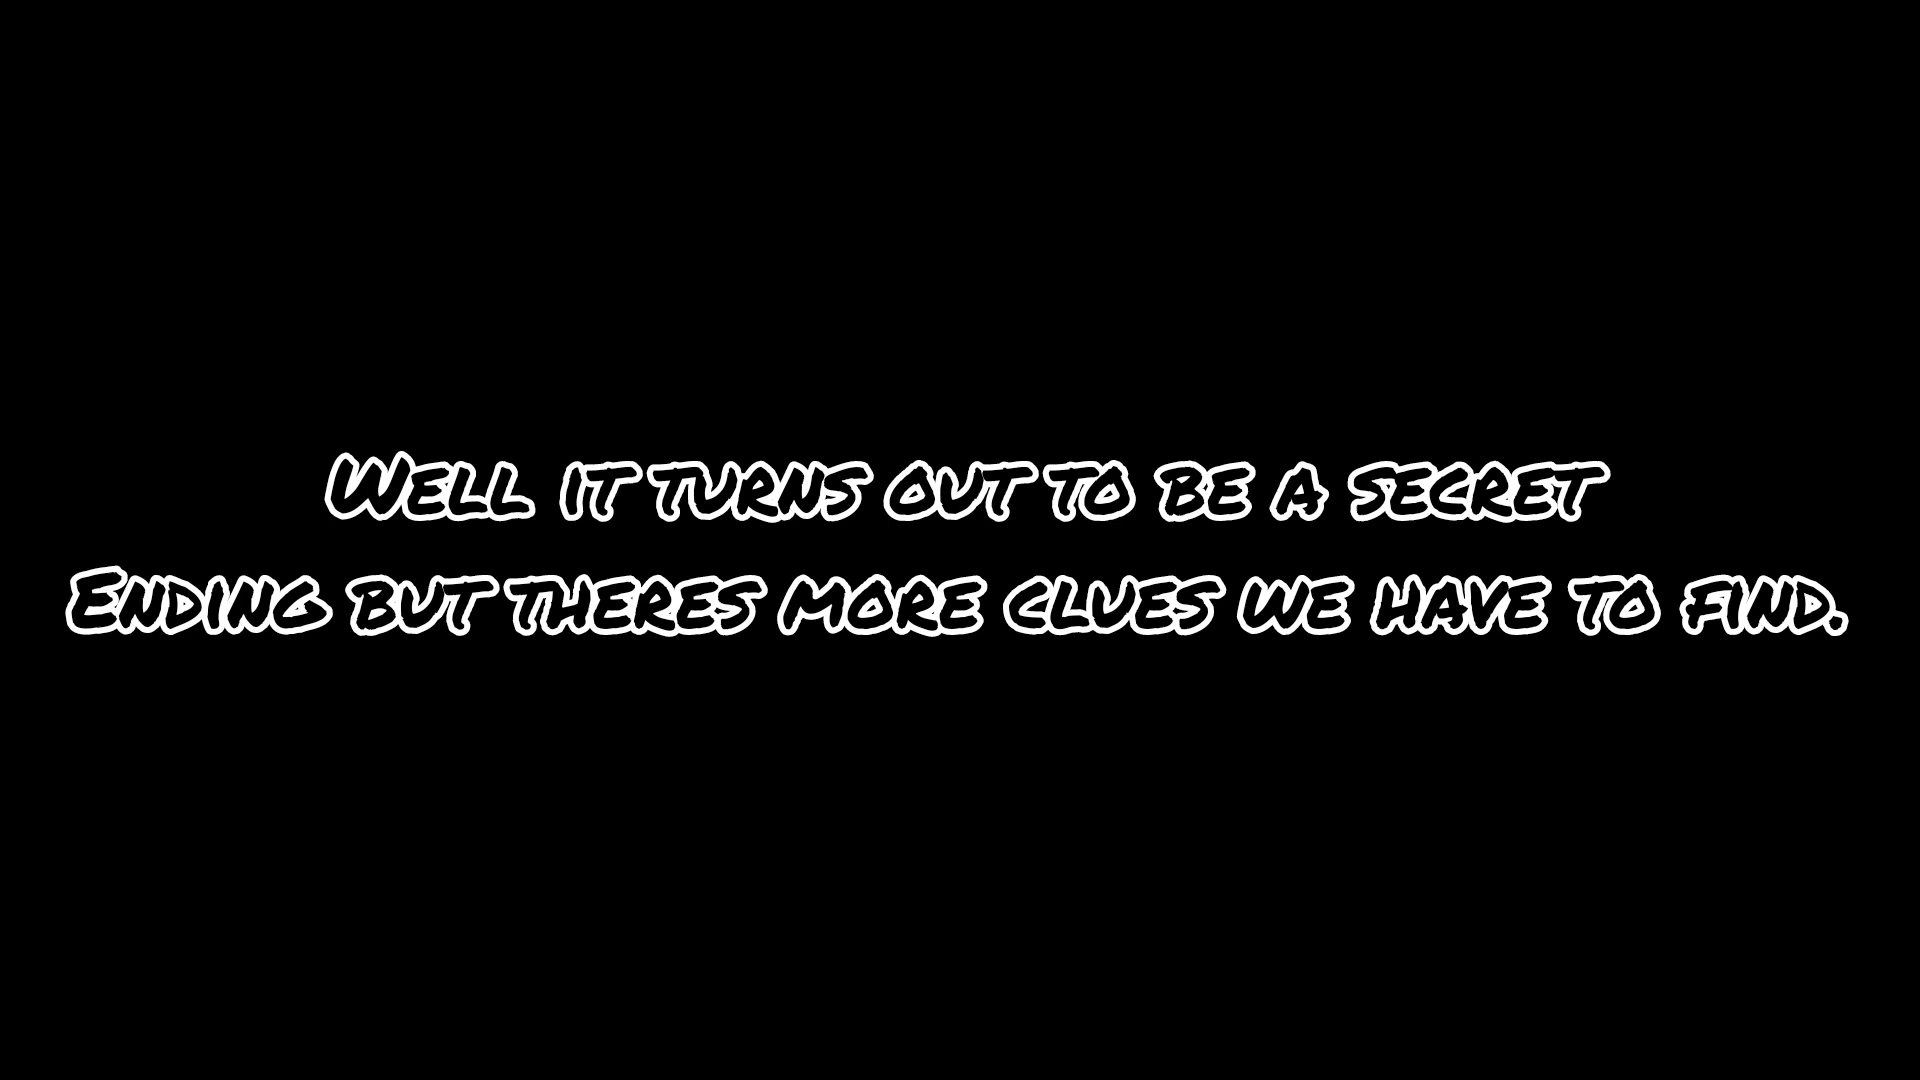 Well it turns out to be a secret
Ending but theres more clues we have to find.